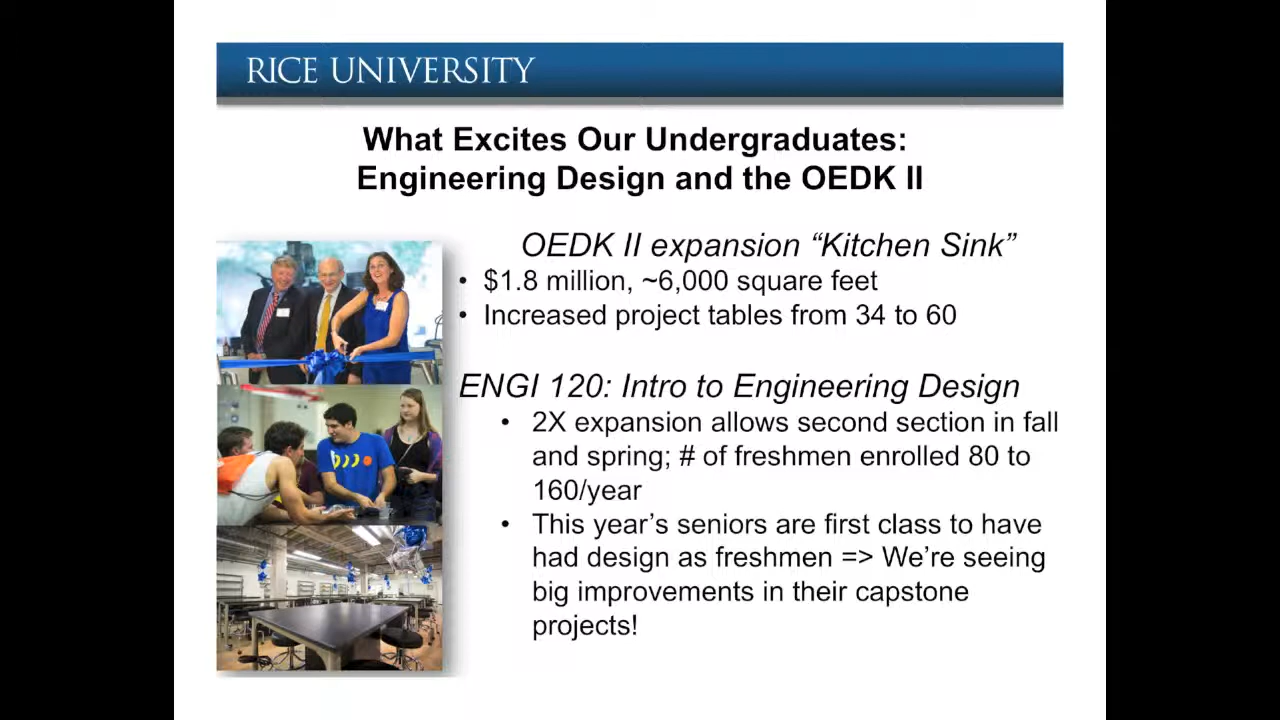 RICE UNIVERSITY
What Excites Our Undergraduates:
Engineering Design and the OEDK II
OEDK II expansion “Kitchen Sink”
• $1.8 million, ~6,000 square feet
• Increased project tables from 34 to 60
ENGI 120: Intro to Engineering Design
• 2X expansion allows second section in fall
and spring; # of freshmen enrolled 80 to
160/year
• This year’s seniors are first class to have
had design as freshmen => We’re seeing
big improvements in their capstone
projects!